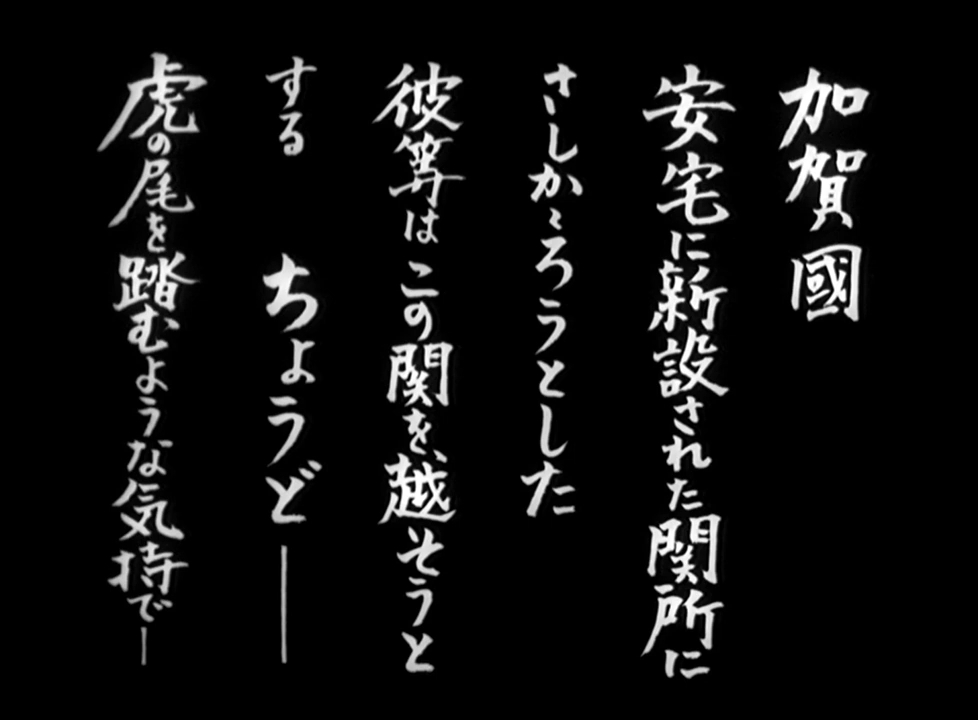 加賀國
安宅に新設された関所に
さしかゝろうとした
彼等はこの関を、越そうと
する　ちょうど——
虎の尾を踏むような気持で—